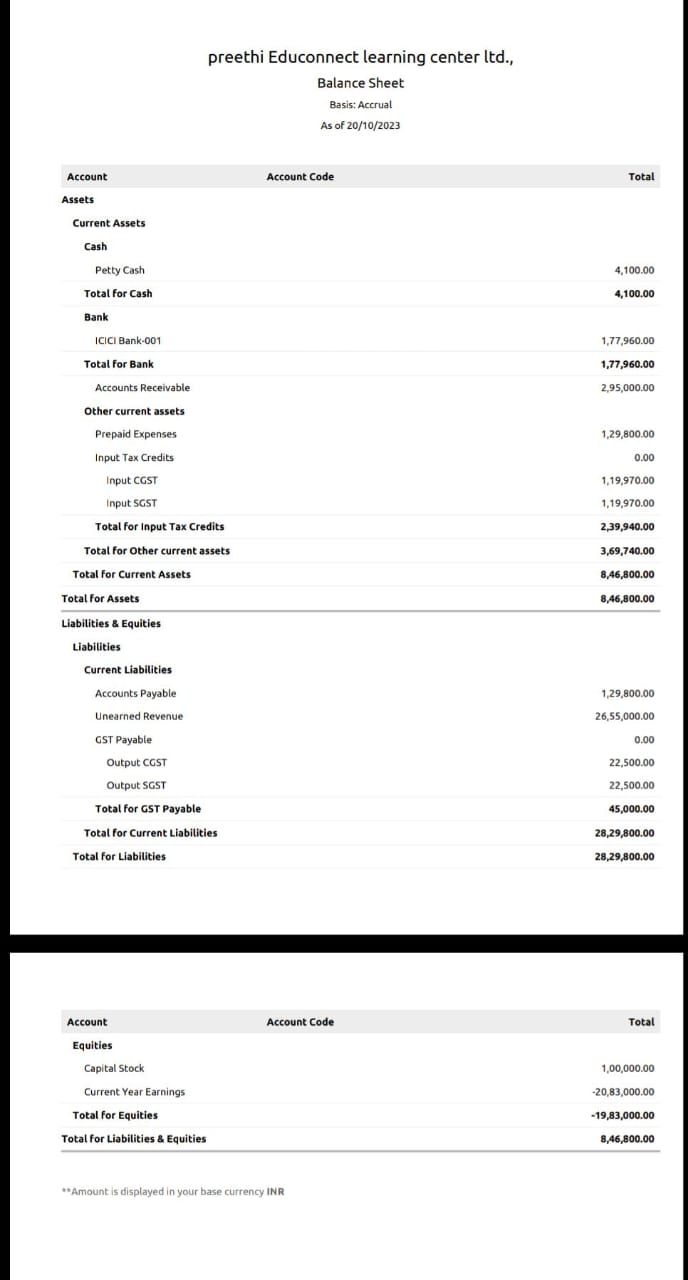 preethi Educonnect learning center ltd.,
Balance Sheet
Basis: Accrual
As of 20/10/2023
Account Account Code Total
Assets
Current Assets
Cash
Petty Cash 4,100.00
Total for Cash 4,100.00
Bank
ICICI Bank-001 1,77,960.00
Total for Bank 1,77,960.00
Accounts Receivable 2,95,000.00
Other current assets
Prepaid Expenses 1,29,800.00
Input Tax Credits 0.00
Input CGST 1,19,970.00
Input SGST 1,19,970.00
Total for Input Tax Credits 2,39,940.00
Total for Other current assets 3,69,740.00
Total for Current Assets 8,46,800.00
Total for Assets 8,46,800.00
Liabilities & Equities
Liabilities
Current Liabilities
Accounts Payable 1,29,800.00
Unearned Revenue 26,55,000.00
GST Payable 0.00
Output CGST 22,500.00
Output SGST 22,500.00
Total for GST Payable 45,000.00
Total for Current Liabilities 28,29,800.00
Total for Liabilities 28,29,800.00
Account Account Code Total
Equities
Capital Stock 1,00,000.00
Current Year Earnings -20,83,000.00
Total for Equities -19,83,000.00
Total for Liabilities & Equities 8,46,800.00
**Amount is displayed in your base currency INR